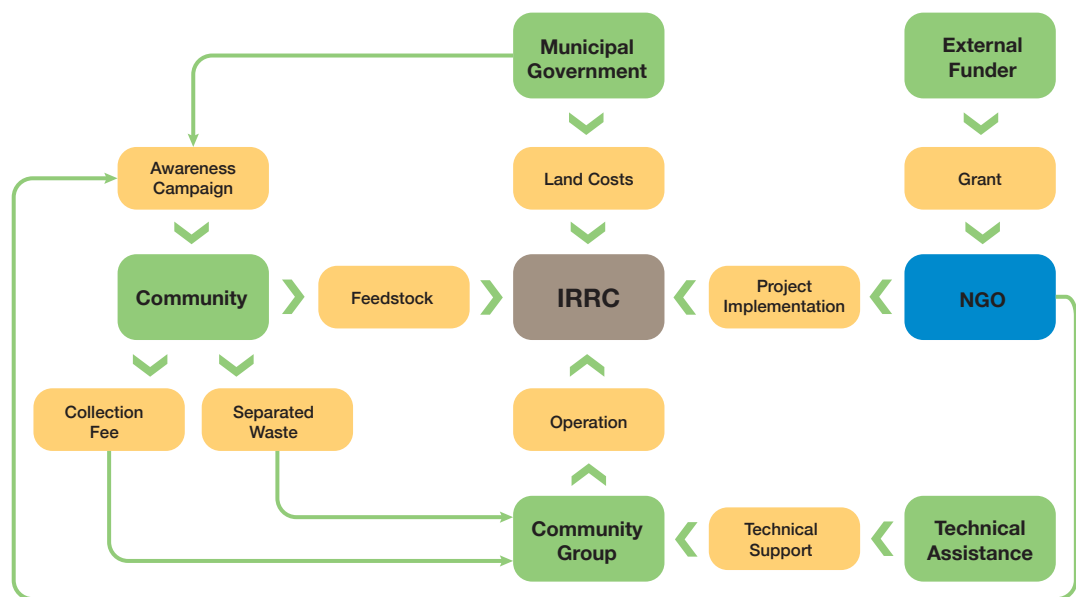 Municipal
Government
External
Funder
Awareness
Campaign
Land Costs
Grant
Community
Feedstock
IRRC
Project
Implementation
NGO
Collection
Fee
Separated
Waste
Operation
Community
Group
Technical
Support
Technical
Assistance